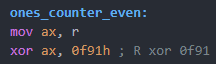 ones_counter_even:
mov ax, r
xor ax, 0f91h ; R xor 0f91